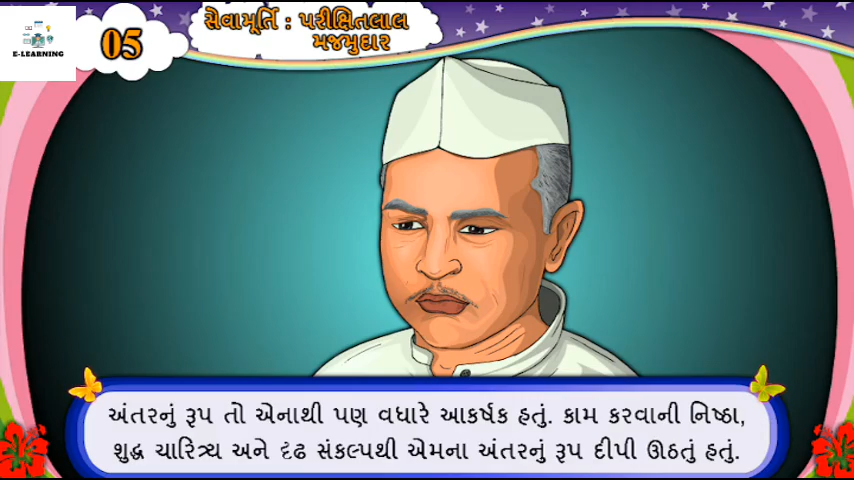 E-LEARNING
05
સેવામૂર્તિ : પરીક્ષિતલાલ
મજમુદાર
અંતરનું રૂપ તો એનાથી પણ વધારે આકર્ષક હતું. કામ કરવાની નિષ્ઠા,
શુદ્ધ ચારિત્ર્ય અને દૃઢ સંકલ્પથી એમના અંતરનું રૂપ દીપી ઊઠતું હતું.